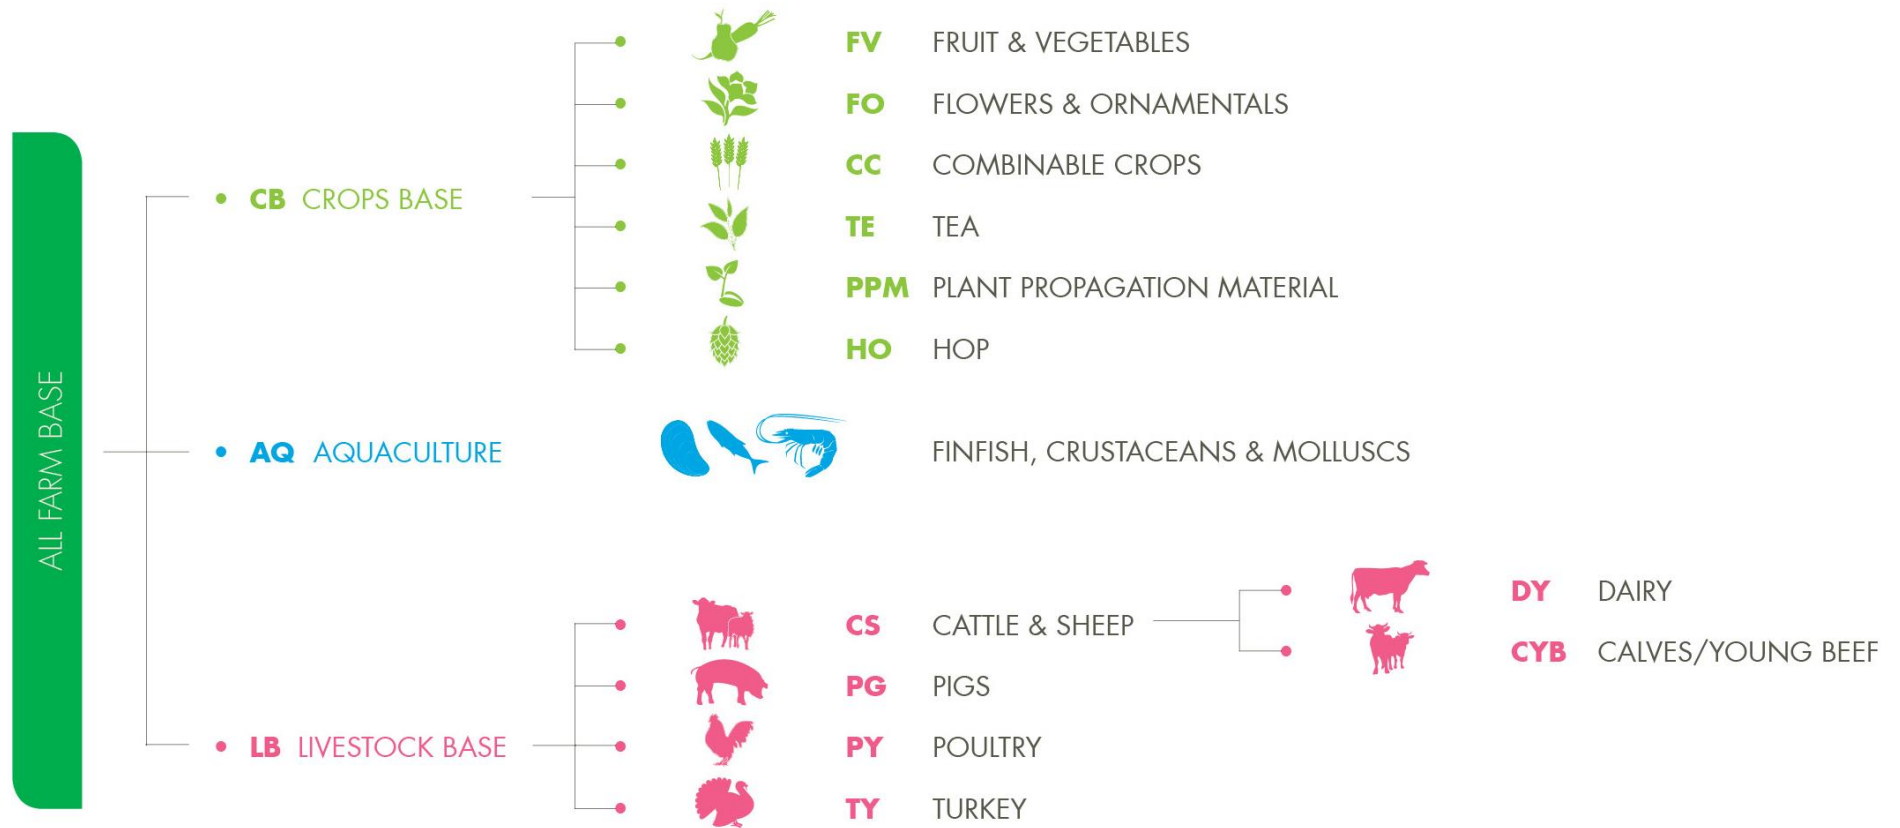 ALL FARM BASE
CB CROPS BASE
FV FRUIT & VEGETABLES
FO FLOWERS & ORNAMENTALS
CC COMBINABLE CROPS
TE TEA
PPM PLANT PROPAGATION MATERIAL
HO HOP
AQ AQUACULTURE
FINFISH, CRUSTACEANS & MOLLUSCS
LB LIVESTOCK BASE
CS CATTLE & SHEEP
DY DAIRY
CYB CALVES/YOUNG BEEF
PG PIGS
PY POULTRY
TY TURKEY